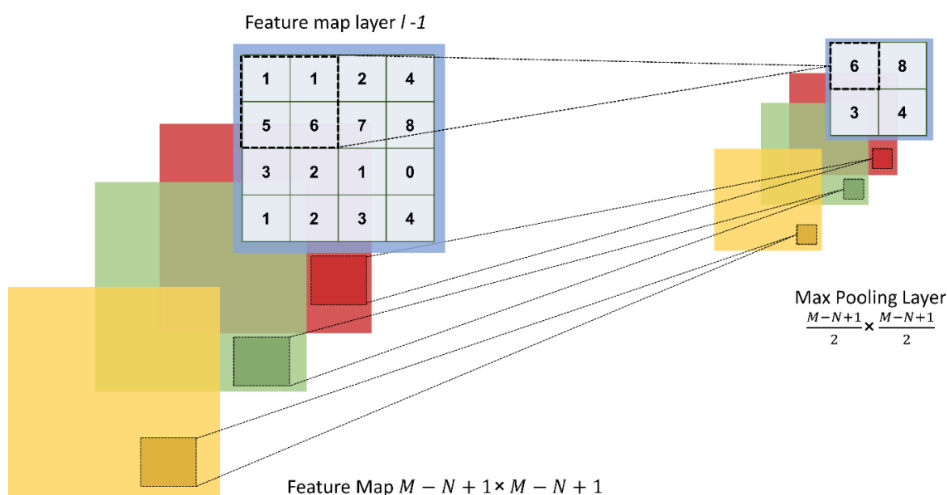 Feature map layer l -1
1 1 2 4
5 6 7 8
3 2 1 0
1 2 3 4
6 8
3 4
Max Pooling Layer
M−N+1/2 × M−N+1/2
Feature Map M − N + 1 × M − N + 1